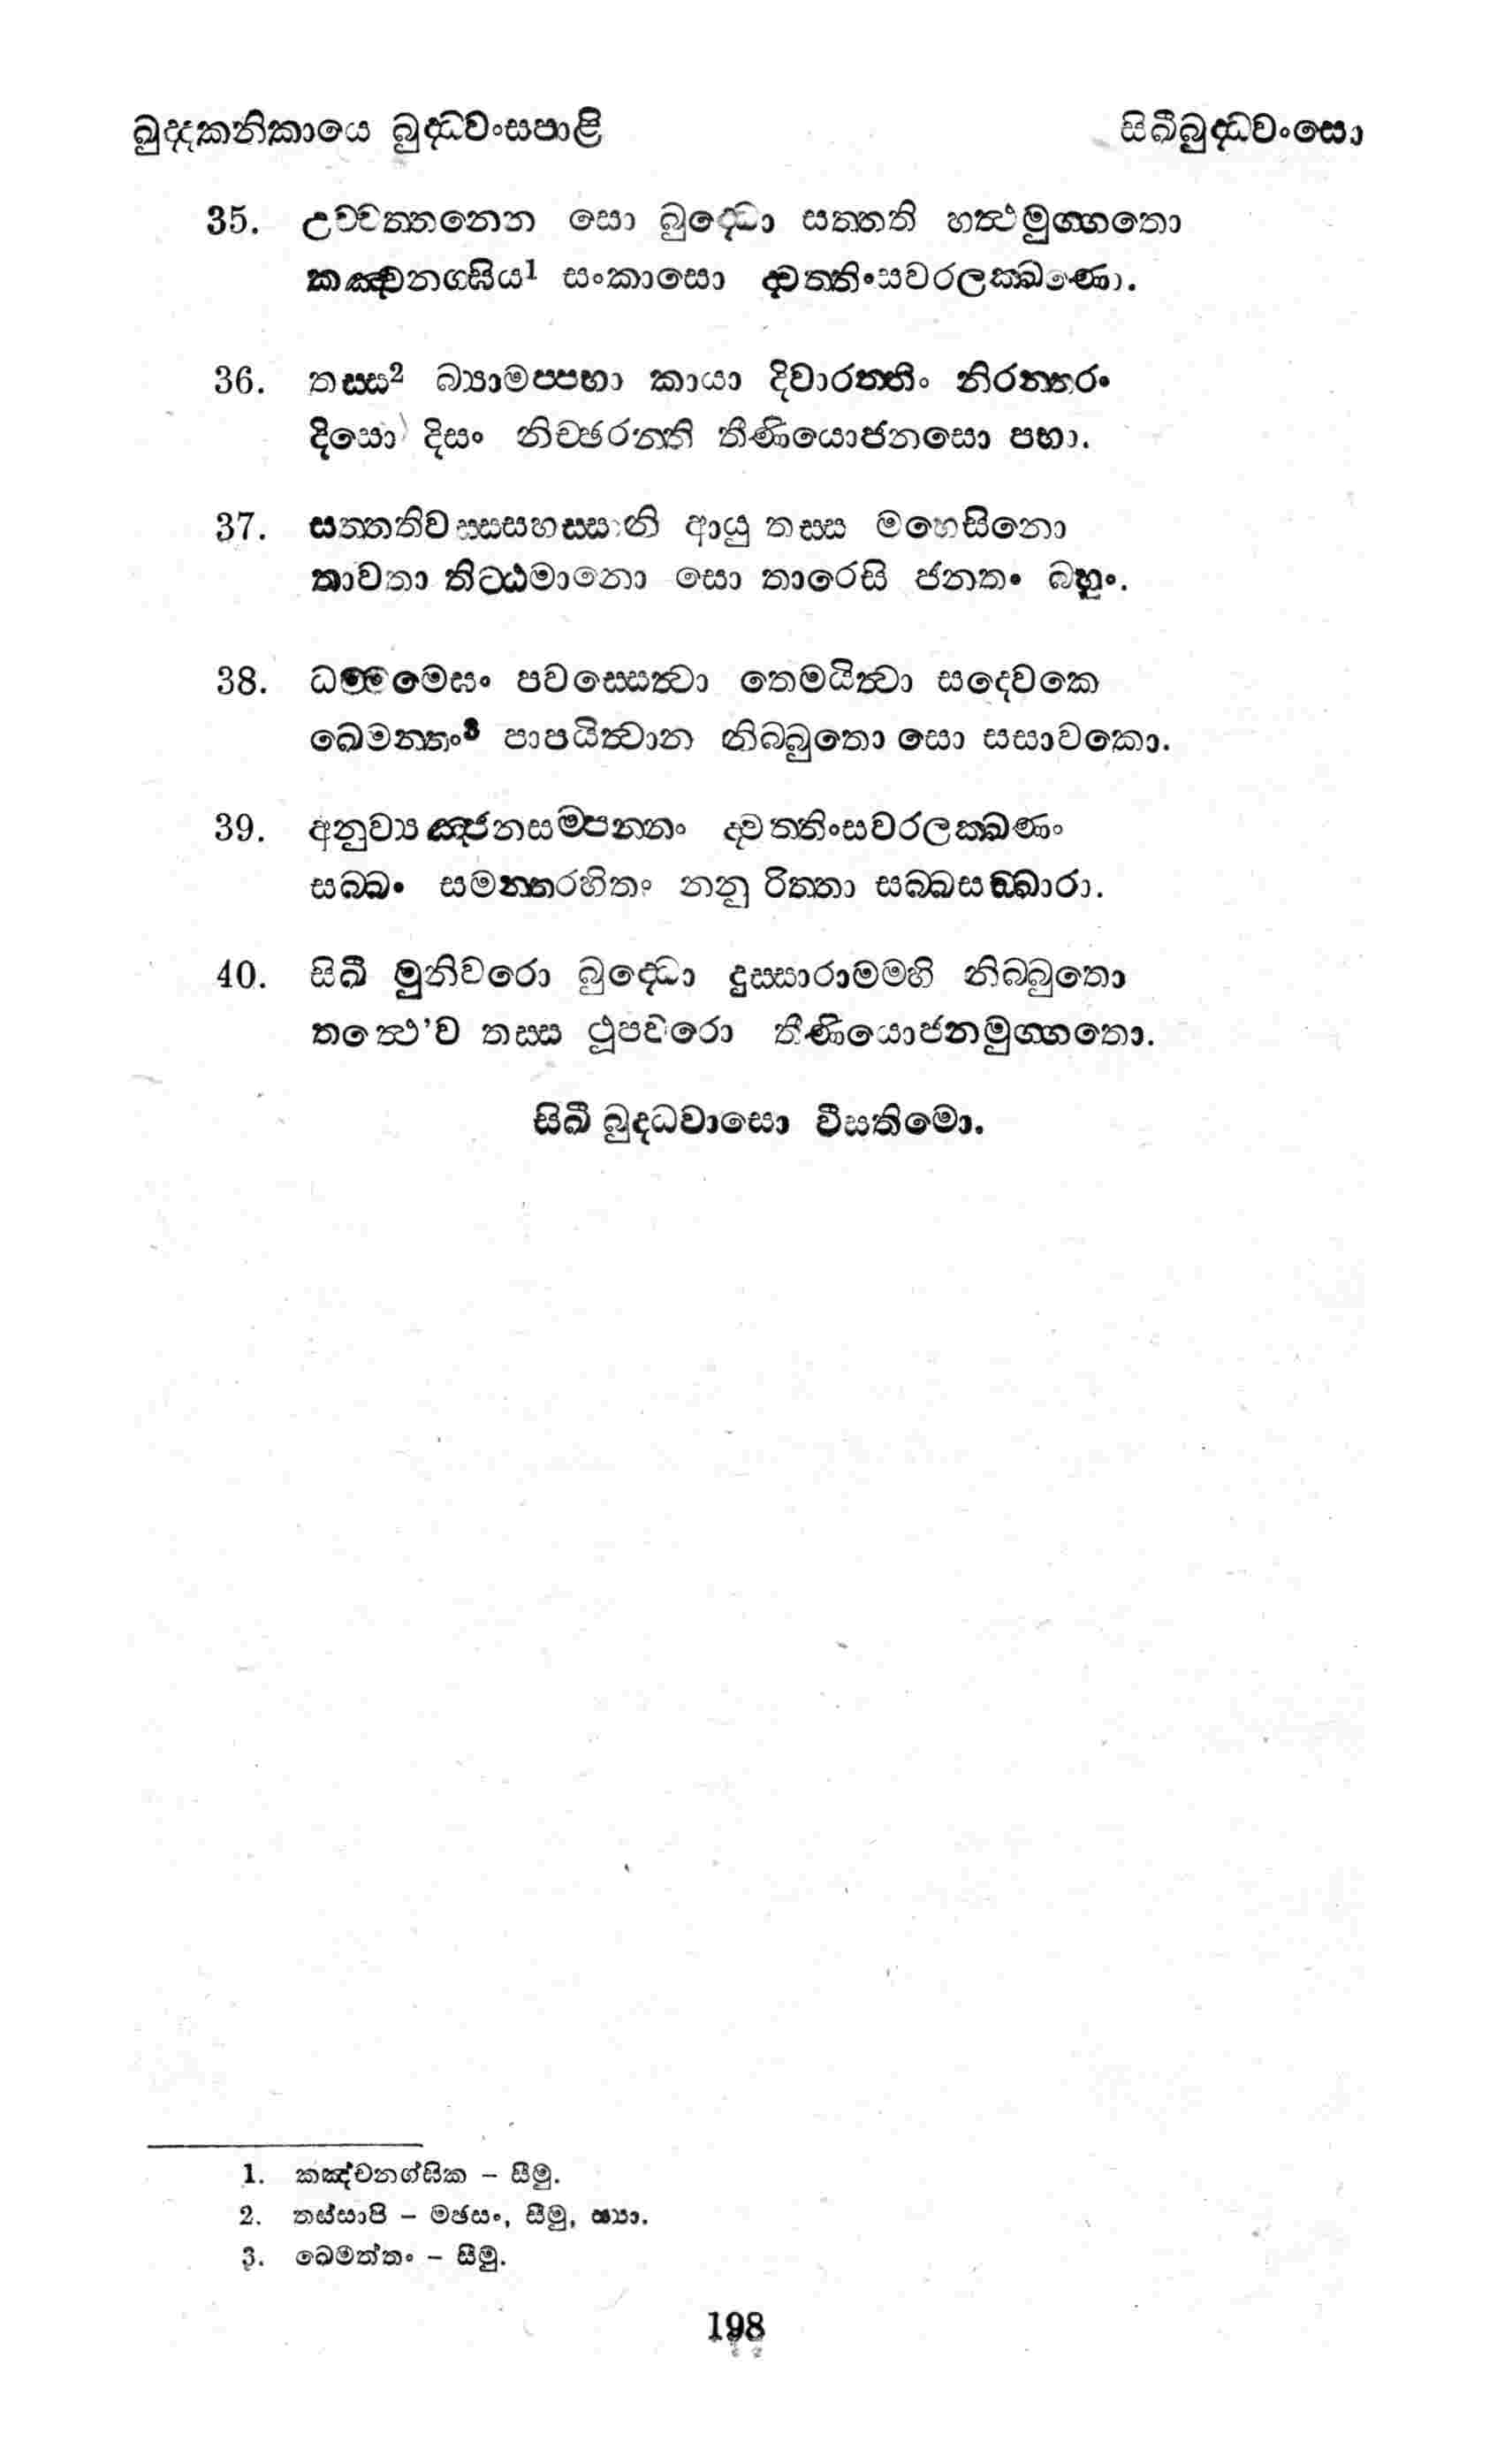 ඛුද්දකනිකායෙ බුද්ධවංසපාළි
සිඛීබුද්ධවංසො
35. උච්චත්තනෙන සො බුද්ධො සත්තති හත්ථමුග්ගතො
කඤ්චනග්ඝිය1 සංකාසො ද්වත්තිංසවරලක්ඛණො.
36. තස්ස2 බ්‍යාමප්පභා කායා දිවාරත්තිං නිරන්තරං
දිසො දිසං නිච්ඡරන්ති තීණියොජනසො පභා.
37. සත්තතිවස්සසහස්සානි ආයු තස්ස මහෙසිනො
තාවතා තිට්ඨමානො සො තාරෙසි ජනතං බහුං.
38. ධම්මමෙඝං පවස්සෙත්වා තෙමයිත්වා සදෙවකෙ
ඛෙමන්තං3 පාපයිත්වාන නිබ්බුතො සො සසාවකො.
39. අනුව්‍යඤ්ජනසම්පන්නං ද්වත්තිංසවරලක්ඛණං
සබ්බං සමන්තරහිතං නනු රිත්තා සබ්බසඞ්ඛාරා.
40. සිඛී මුනිවරො බුද්ධො දුස්සාරාමම්හි නිබ්බුතො
තත්ථෙ'ව තස්ස ථූපවරො තීණියොජනමුග්ගතො.
සිඛී බුද්ධවාසො වීසතිමො.
1. කඤ්චනග්ඝික – සීමු.
2. තස්සාපි – මඡසං, සීමු, ස්‍යා.
3. ඛෙමත්තං – සීමු.
198